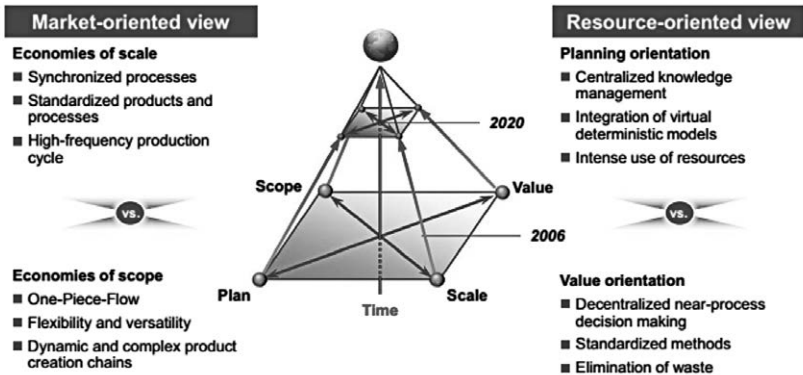 Market-oriented view
Economies of scale
Synchronized processes
Standardized products and
processes
High-frequency production
cycle
vs.
Economies of scope
One-Piece-Flow
Flexibility and versatility
Dynamic and complex product
creation chains
2020
Scope
Value
2006
Plan
Scale
Time
Resource-oriented view
Planning orientation
Centralized knowledge
management
Integration of virtual
deterministic models
Intense use of resources
vs.
Value orientation
Decentralized near-process
decision making
Standardized methods
Elimination of waste